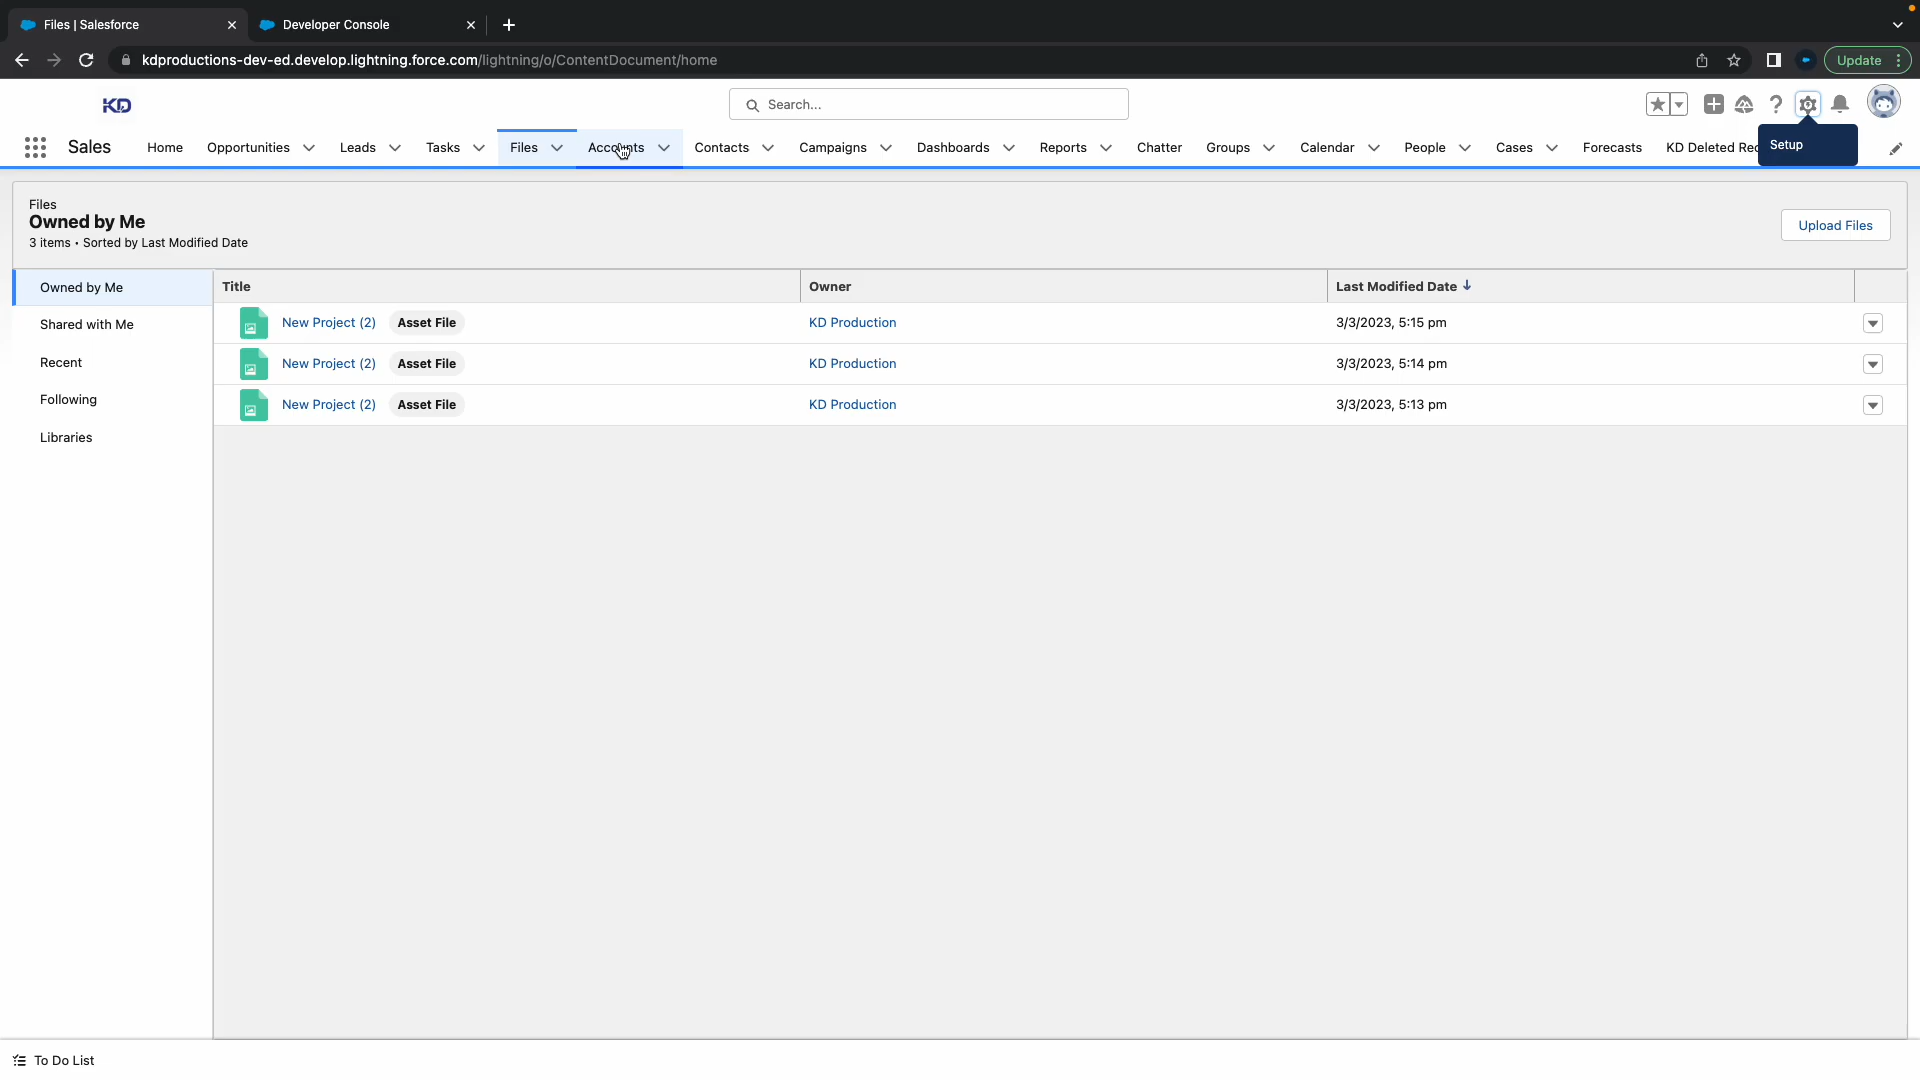 Files | Salesforce
Developer Console
kdproductions-dev-ed.develop.lightning.force.com/lightning/o/ContentDocument/home
Update
KD
Search...
Sales Home Opportunities Leads Tasks Files Accounts Contacts Campaigns Dashboards Reports Chatter Groups Calendar People Cases Forecasts KD Deleted Rec
Setup
Files
Owned by Me
3 items • Sorted by Last Modified Date
Upload Files
Owned by Me
Shared with Me
Recent
Following
Libraries
Title Owner Last Modified Date
New Project (2) Asset File KD Production 3/3/2023, 5:15 pm
New Project (2) Asset File KD Production 3/3/2023, 5:14 pm
New Project (2) Asset File KD Production 3/3/2023, 5:13 pm
To Do List